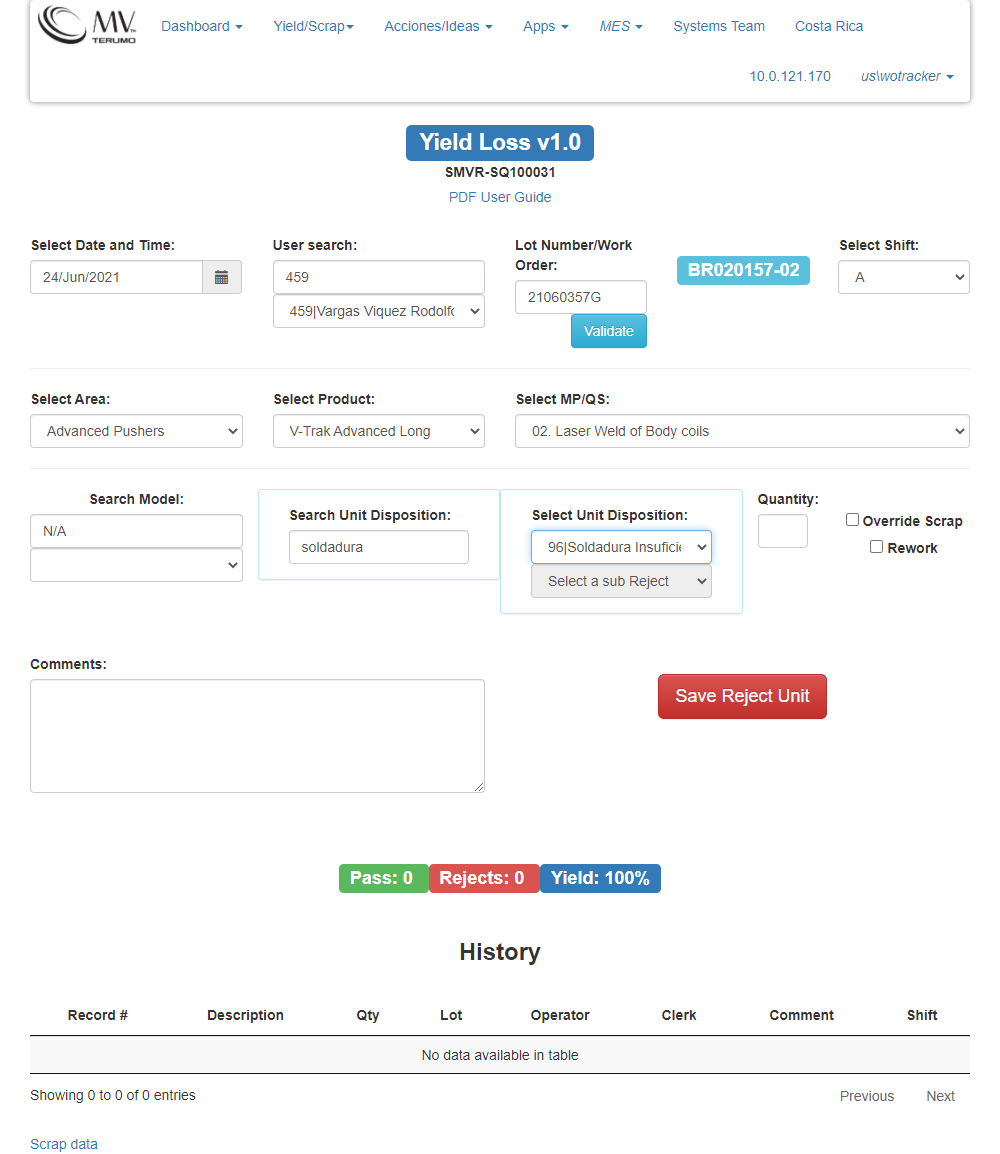 MV™
TERUMO
Dashboard
Yield/Scrap
Acciones/Ideas
Apps
MES
Systems Team
Costa Rica
10.0.121.170
us\wotracker
Yield Loss v1.0
SMVR-SQ100031
PDF User Guide
Select Date and Time:
24/Jun/2021
User search:
459
459|Vargas Viquez Rodolfo
Lot Number/Work
Order:
21060357G
Validate
BR020157-02
Select Shift:
A
Select Area:
Advanced Pushers
Select Product:
V-Trak Advanced Long
Select MP/QS:
02. Laser Weld of Body coils
Search Model:
N/A
Search Unit Disposition:
soldadura
Select Unit Disposition:
96|Soldadura Insuficie
Select a sub Reject
Quantity:
Override Scrap
Rework
Comments:
Save Reject Unit
Pass: 0
Rejects: 0
Yield: 100%
History
Record # Description Qty Lot Operator Clerk Comment Shift
No data available in table
Showing 0 to 0 of 0 entries
Previous Next
Scrap data